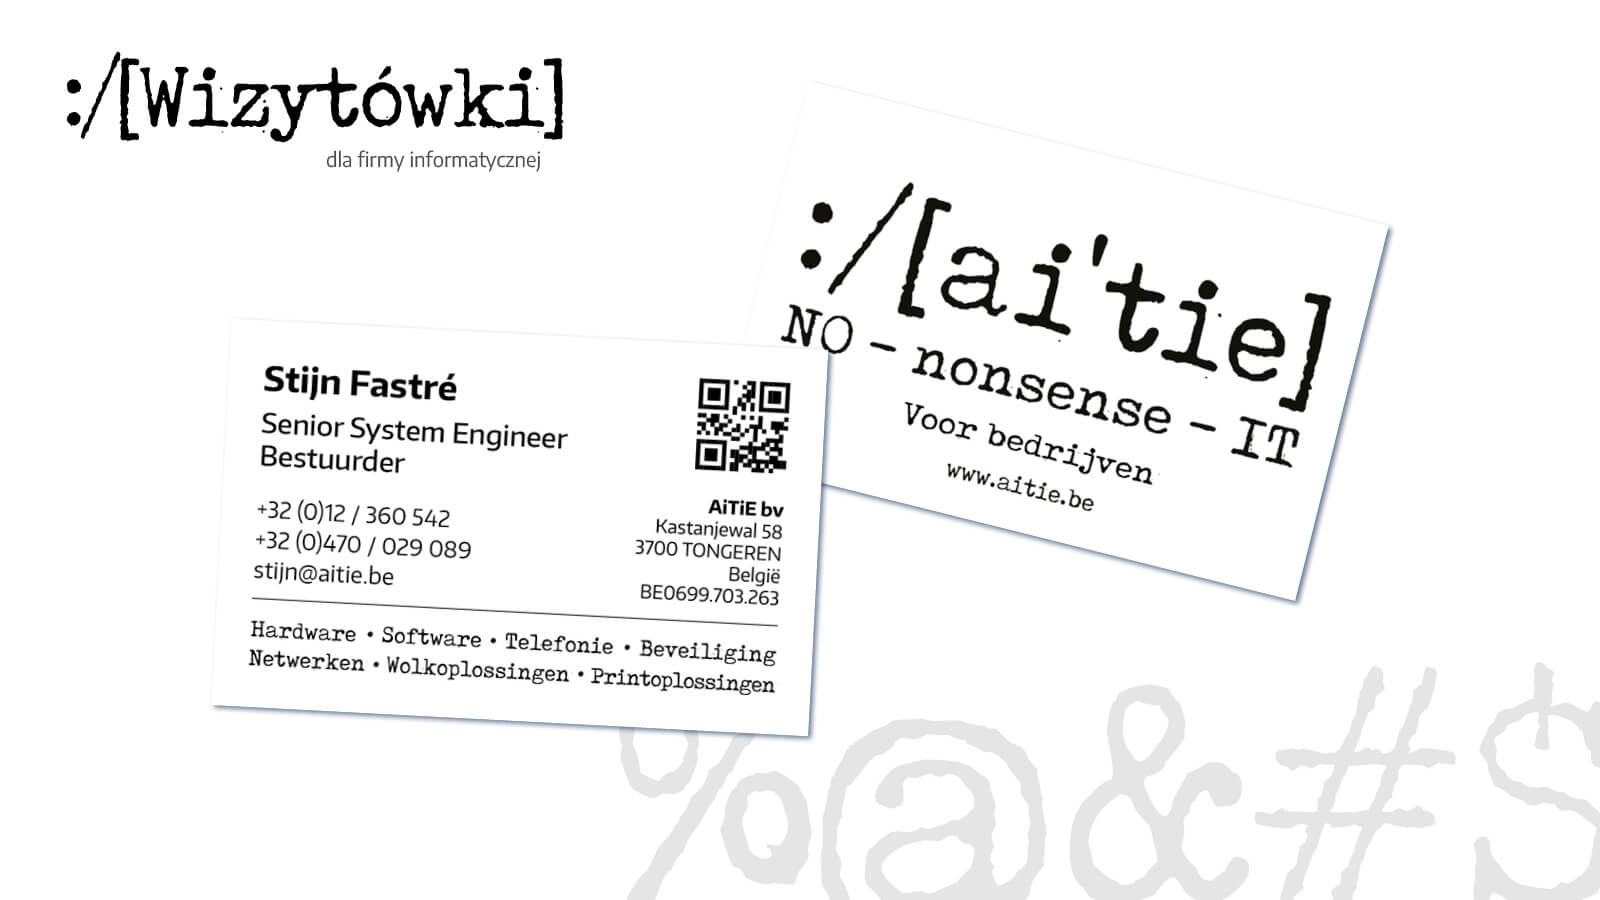 :/[Wizytówki]
dla firmy informatycznej
:/[ai'tie]
NO - nonsense - IT
Voor bedrijven
www.aitie.be
Stijn Fastré
Senior System Engineer
Bestuurder
+32 (0)12 / 360 542
+32 (0)470 / 029 089
stijn@aitie.be
AiTiE bv
Kastanjewal 58
3700 TONGEREN
België
BE0699.703.263
Hardware • Software • Telefonie • Beveiliging
Netwerken • Wolkoplossingen • Printoplossingen
%@&#$